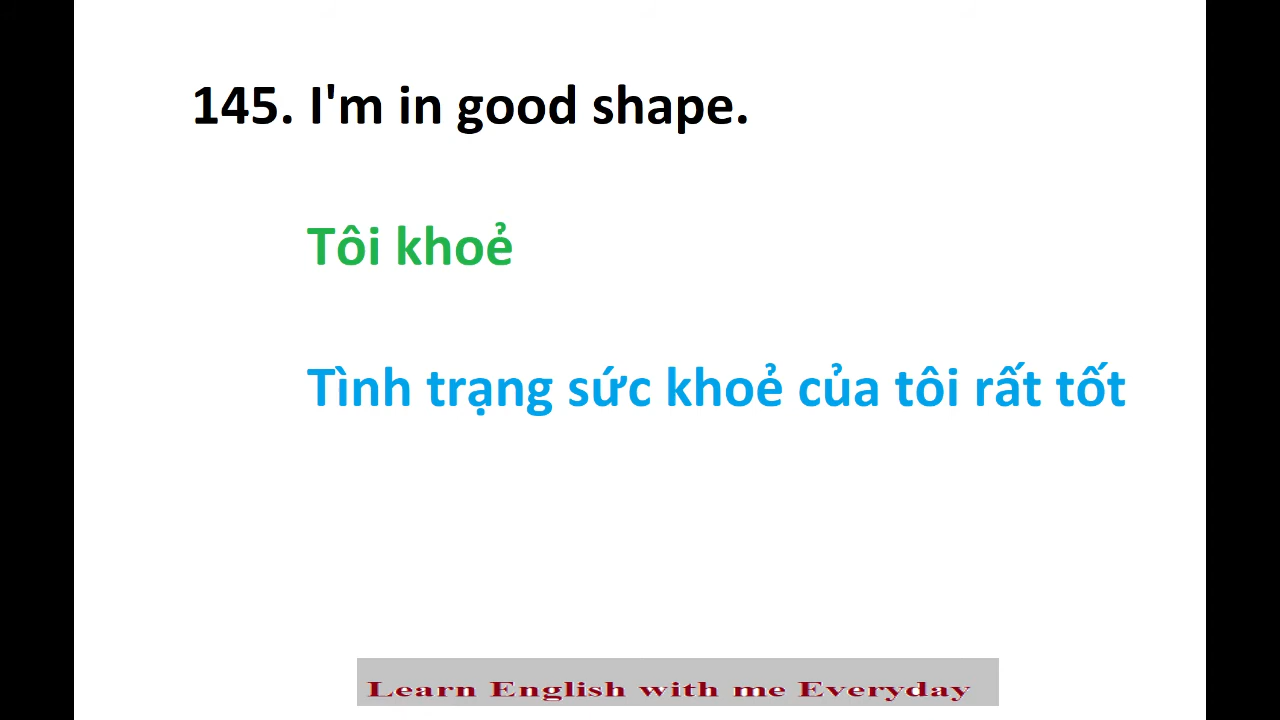 145. I'm in good shape.
Tôi khoẻ
Tình trạng sức khoẻ của tôi rất tốt
Learn English with me Everyday